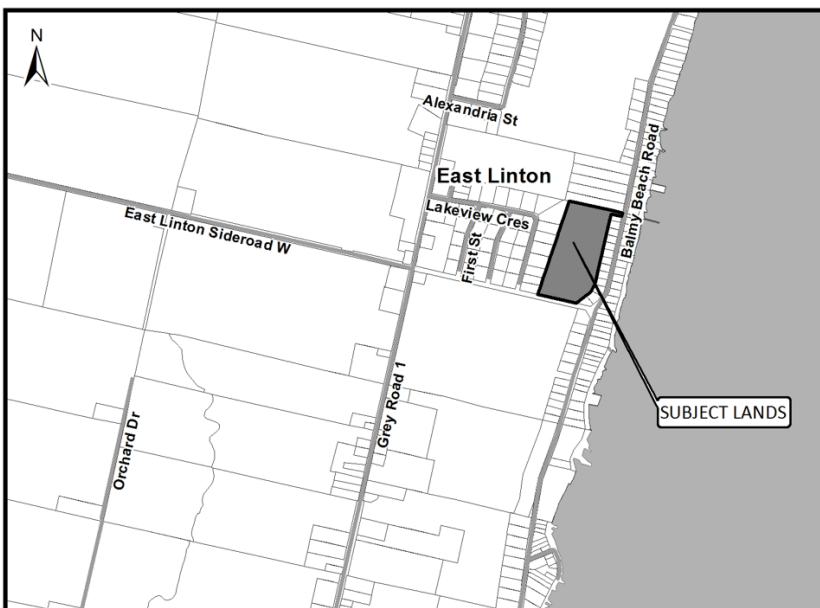 N
Alexandria St
East Linton
Lakeview Cres
Balmy Beach Road
East Linton Sideroad W
First St
Grey Road 1
Orchard Dr
SUBJECT LANDS